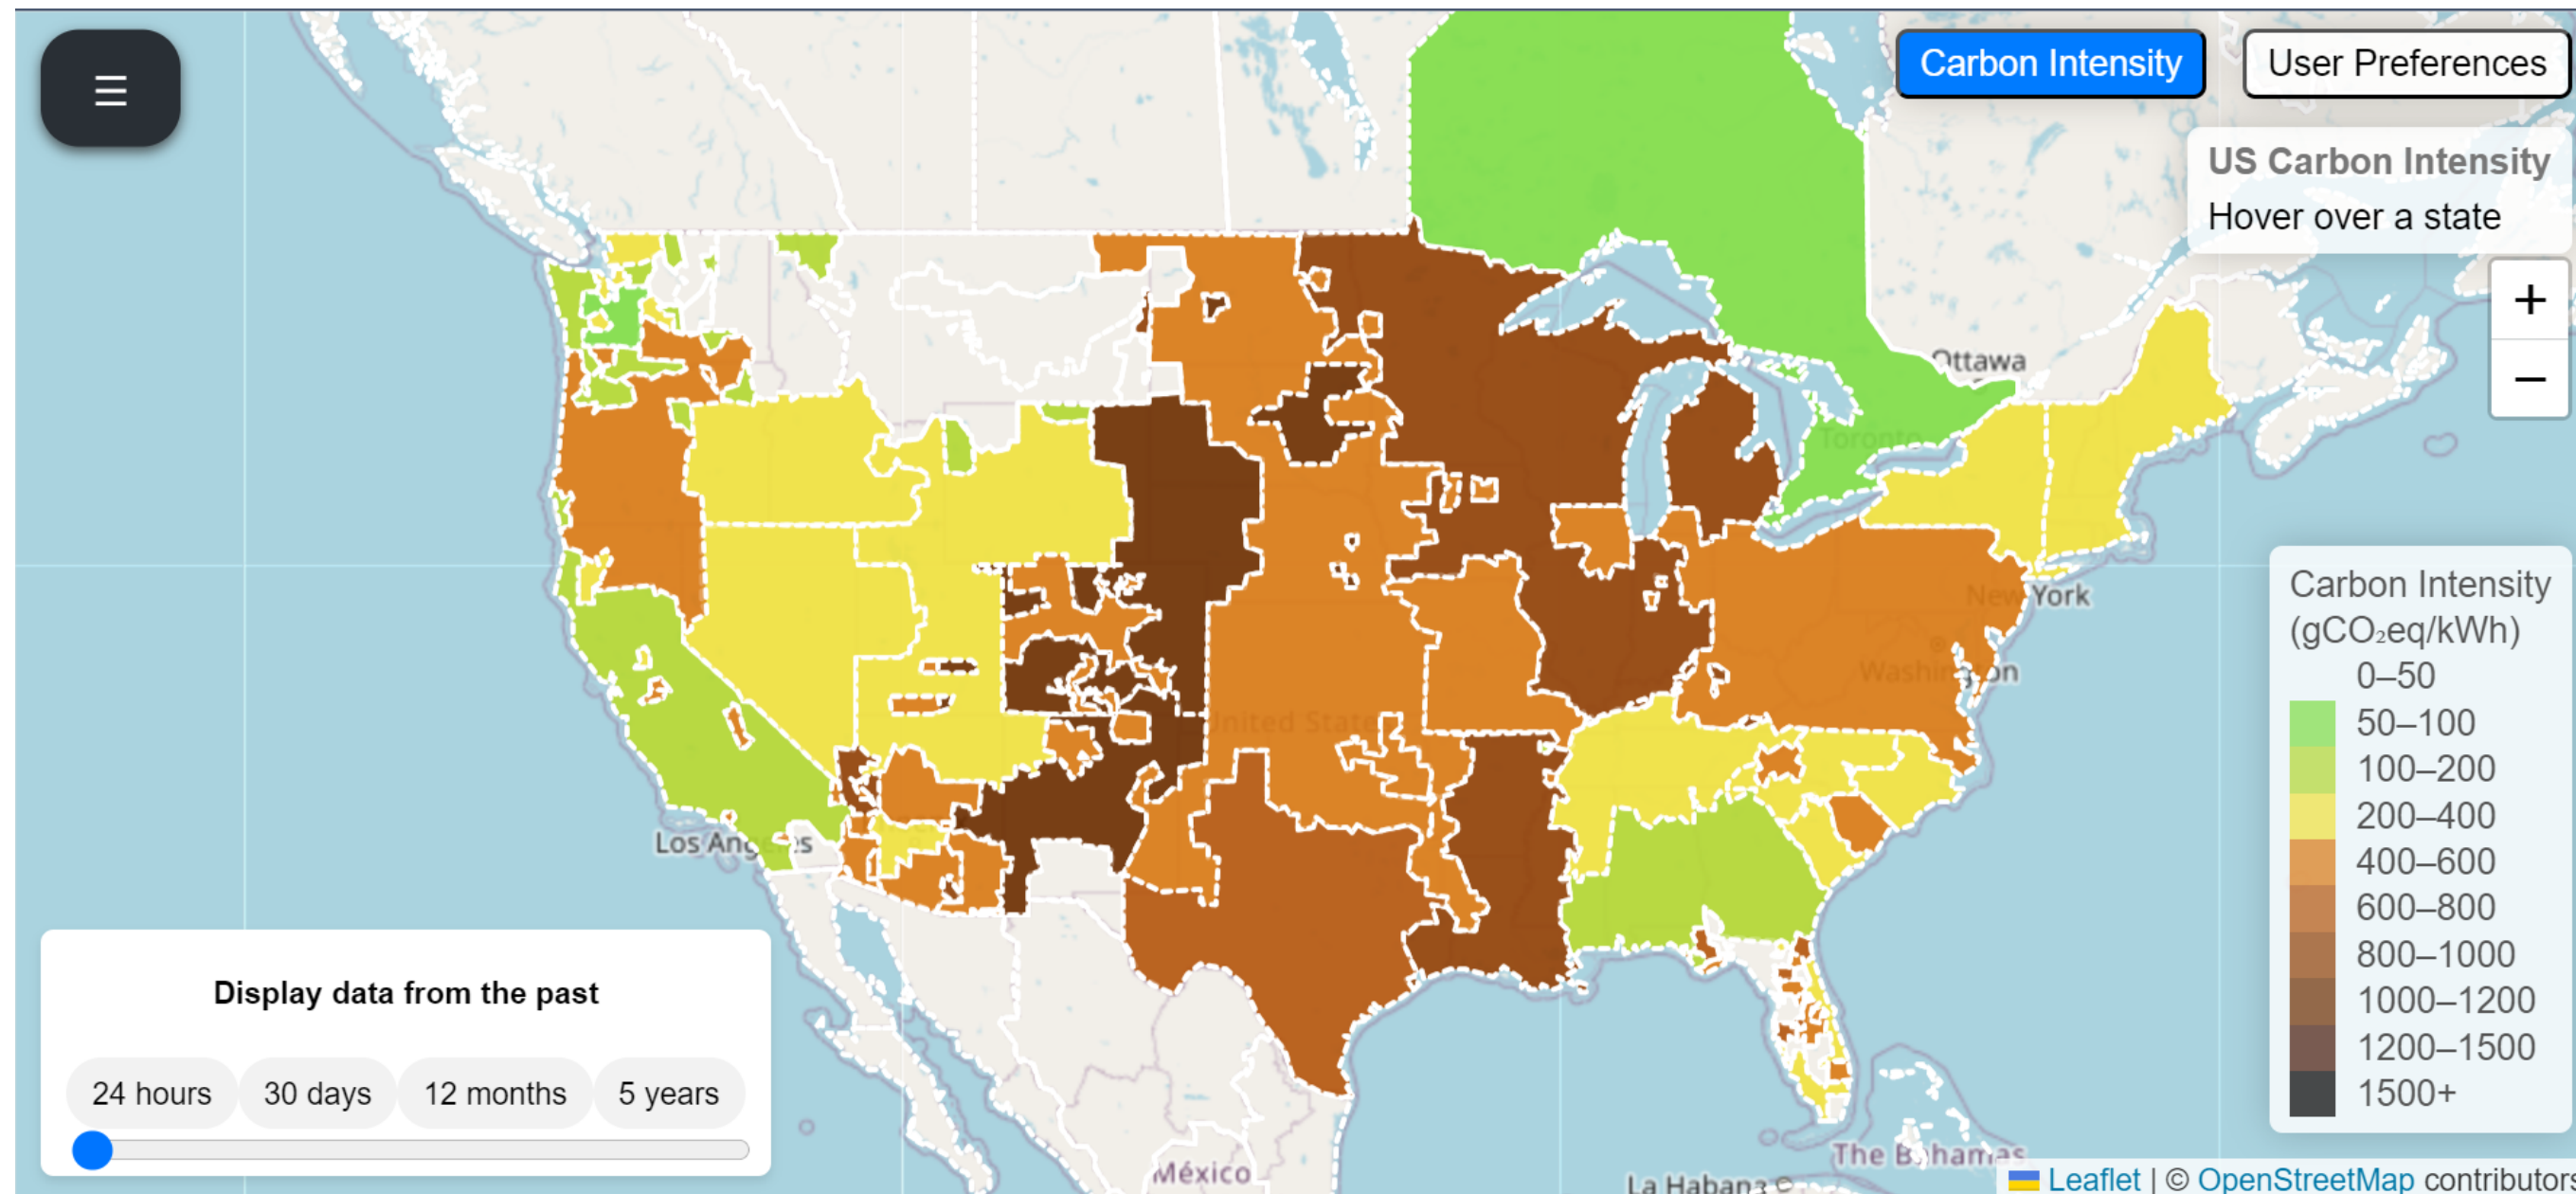 ☰
Carbon Intensity
User Preferences
US Carbon Intensity
Hover over a state
+
−
Ottawa
Toronto
New York
Washington
United States
Los Angeles
México
La Habana
The Bahamas
Carbon Intensity
(gCO₂eq/kWh)
0–50
50–100
100–200
200–400
400–600
600–800
800–1000
1000–1200
1200–1500
1500+
Display data from the past
24 hours
30 days
12 months
5 years
Leaflet | © OpenStreetMap contributors